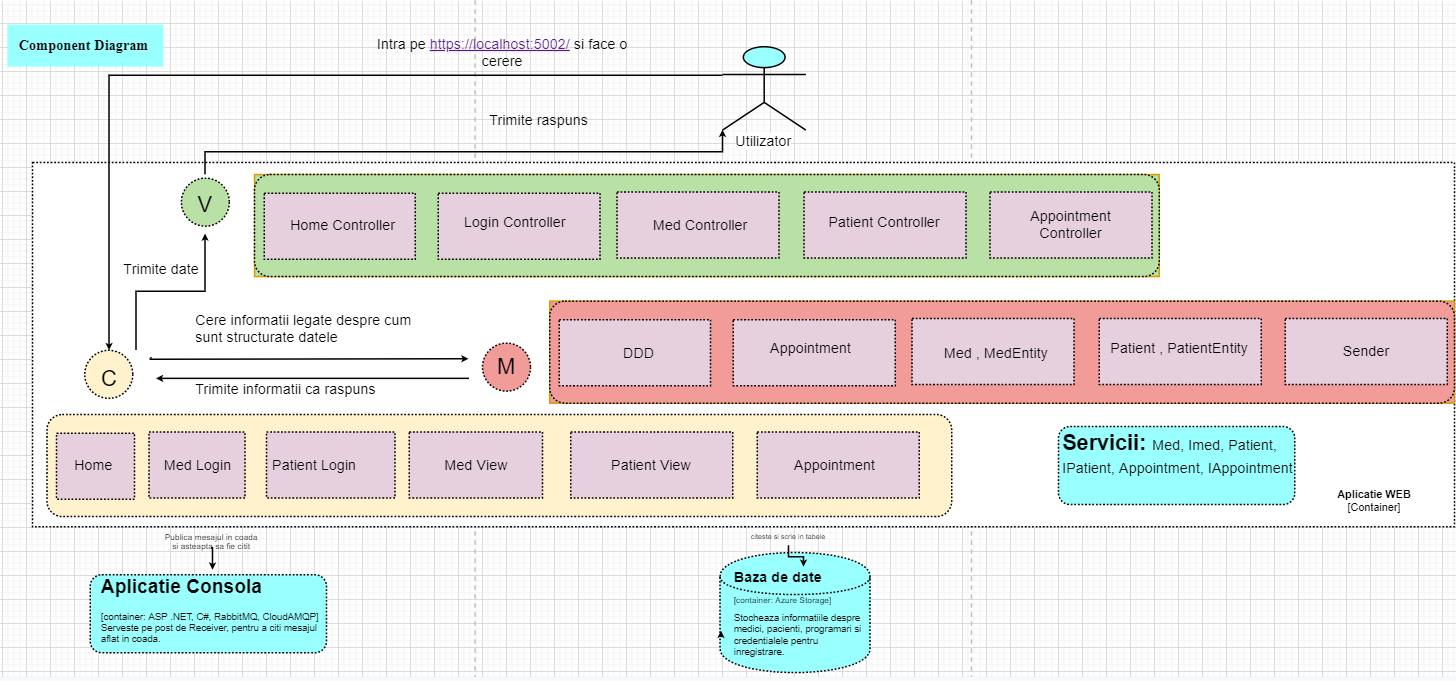 Component Diagram
Intra pe https://localhost:5002/ si face o
cerere
Trimite raspuns
Utilizator
V
Home Controller
Login Controller
Med Controller
Patient Controller
Appointment
Controller
Trimite date
Cere informatii legate despre cum
sunt structurate datele
C
M
Trimite informatii ca raspuns
DDD
Appointment
Med , MedEntity
Patient , PatientEntity
Sender
Home
Med Login
Patient Login
Med View
Patient View
Appointment
Servicii: Med, Imed, Patient,
IPatient, Appointment, IAppointment
Aplicatie WEB
[Container]
Publica mesajul in coada
si asteapta sa fie citit
citeste si scrie in tabele
Aplicatie Consola
[container: ASP .NET, C#, RabbitMQ, CloudAMQP]
Serveste pe post de Receiver, pentru a citi mesajul
aflat in coada.
Baza de date
[container: Azure Storage]
Stocheaza informatiile despre
medici, pacienti, programari si
credentialele pentru
inregistrare.